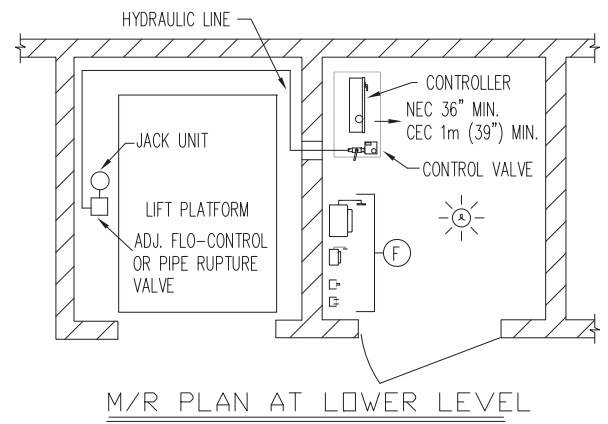 HYDRAULIC LINE
CONTROLLER
NEC 36” MIN.
CEC 1m (39”) MIN.
CONTROL VALVE
JACK UNIT
LIFT PLATFORM
ADJ. FLO-CONTROL
OR PIPE RUPTURE
VALVE
F
M/R PLAN AT LOWER LEVEL